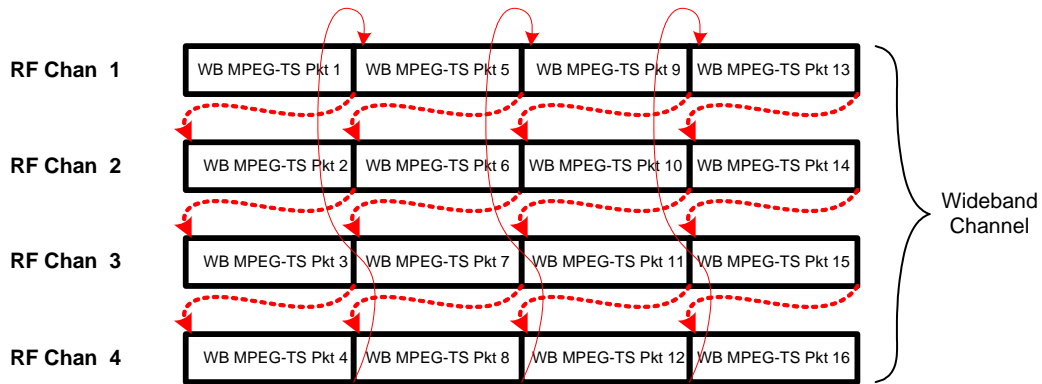 RF Chan 1
WB MPEG-TS Pkt 1
WB MPEG-TS Pkt 5
WB MPEG-TS Pkt 9
WB MPEG-TS Pkt 13
RF Chan 2
WB MPEG-TS Pkt 2
WB MPEG-TS Pkt 6
WB MPEG-TS Pkt 10
WB MPEG-TS Pkt 14
RF Chan 3
WB MPEG-TS Pkt 3
WB MPEG-TS Pkt 7
WB MPEG-TS Pkt 11
WB MPEG-TS Pkt 15
RF Chan 4
WB MPEG-TS Pkt 4
WB MPEG-TS Pkt 8
WB MPEG-TS Pkt 12
WB MPEG-TS Pkt 16
Wideband
Channel